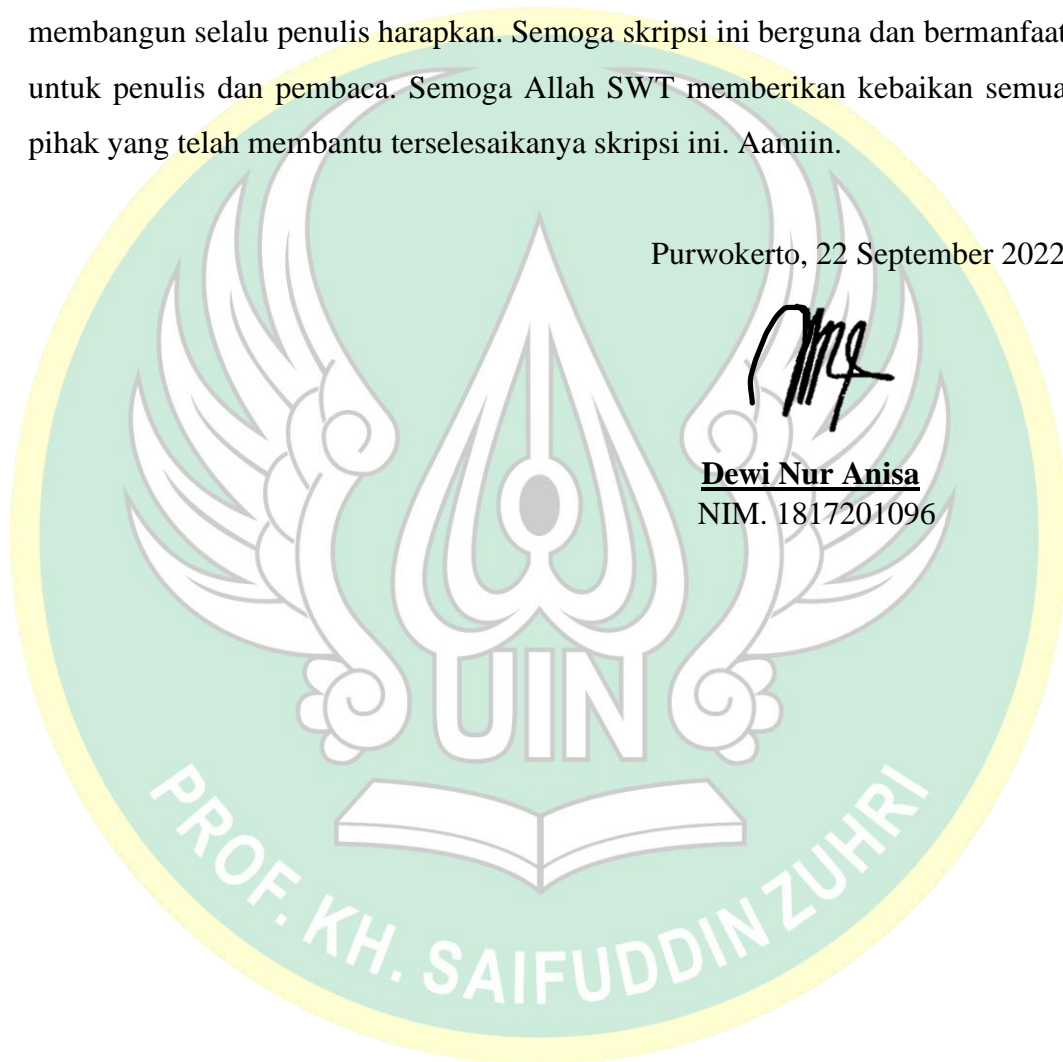 membangun selalu penulis harapkan. Semoga skripsi ini berguna dan bermanfaat
untuk penulis dan pembaca. Semoga Allah SWT memberikan kebaikan semua
pihak yang telah membantu terselesaikanya skripsi ini. Aamiin.
Purwokerto, 22 September 2022
Dewi Nur Anisa
NIM. 1817201096
UIN
PROF. KH. SAIFUDDIN ZUHRI